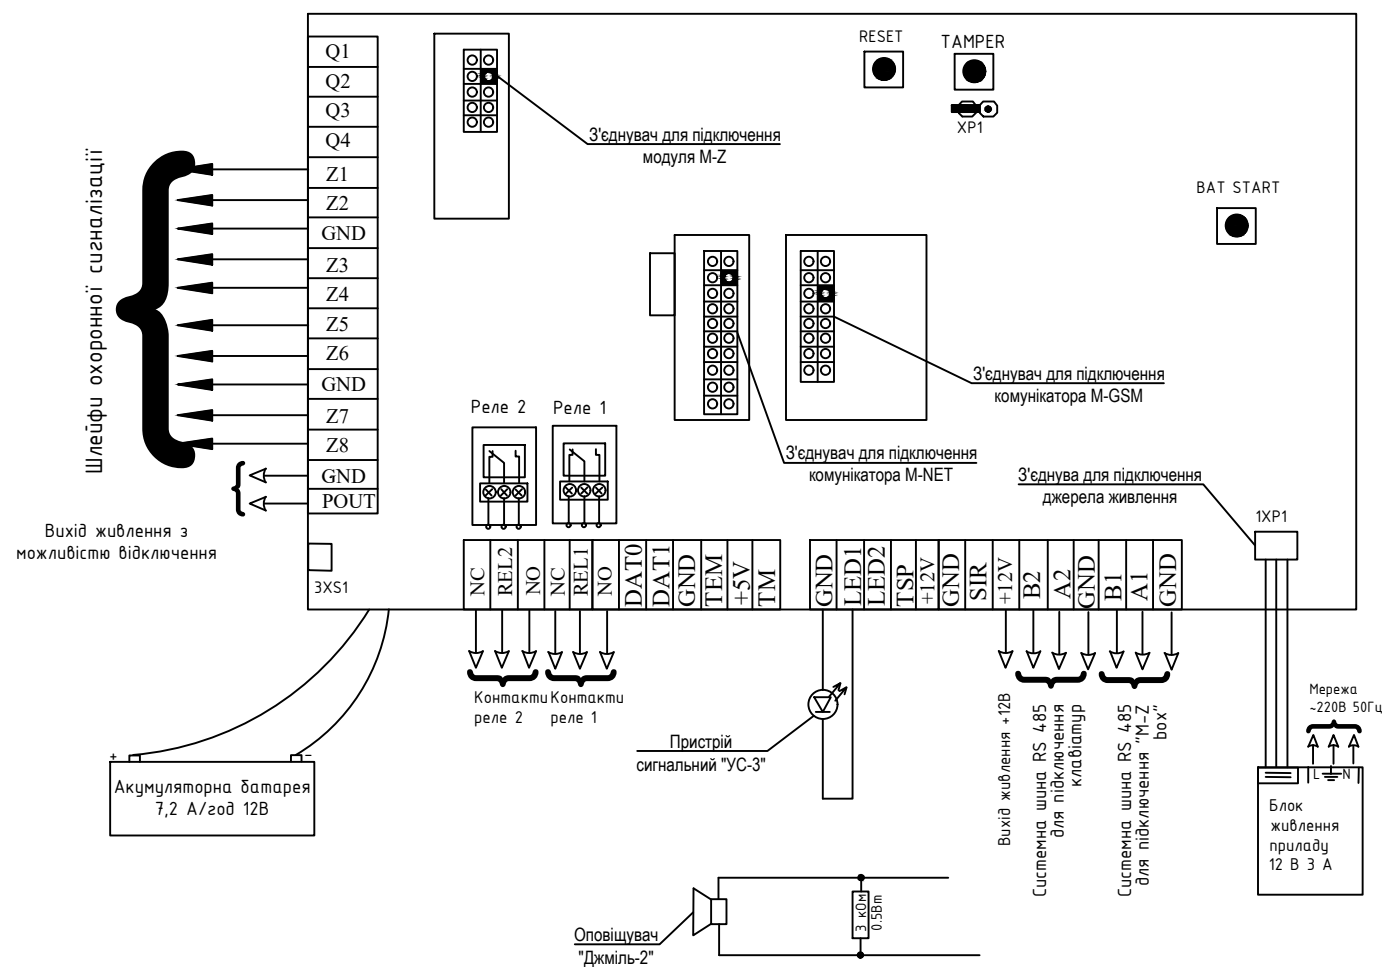 RESET
TAMPER
XP1
BAT START
З'єднувач для підключення
модуля M-Z
Q1
Q2
Q3
Q4
Z1
Z2
GND
Z3
Z4
Z5
Z6
GND
Z7
Z8
GND
POUT
Шлейфи охоронної сигналізації
Вихід живлення з
можливістю відключення
3XS1
З'єднувач для підключення
комунікатора M-GSM
З'єднувач для підключення
комунікатора M-NET
З'єднува для підключення
джерела живлення
1XP1
Реле 2
Реле 1
NC
REL2
NO
NC
REL1
NO
DAT0
DAT1
GND
TEM
+5V
TM
GND
LED1
LED2
TSP
+12V
GND
SIR
+12V
B2
A2
GND
B1
A1
GND
Контакти
реле 2
Контакти
реле 1
Пристрій
сигнальний "УС-3"
Вихід живлення +12В
Системна шина RS 485
для підключення
клавіатур
Системна шина RS 485
для підключення "M-Z
box"
Мережа
~220В 50Гц
L
N
Блок
живлення
приладу
12 В 3 А
+
-
Акумуляторна батарея
7,2 А/год 12В
3 кОм
0.5Вт
Оповіщувач
"Джміль-2"